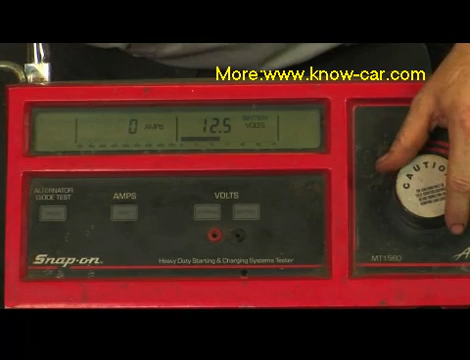 More:www.know-car.com
0 AMPS 12.5 BATTERY VOLTS
ALTERNATOR DIODE TEST
AMPS
VOLTS
CAUTION
Snap-on
Heavy Duty Starting & Charging Systems Tester
MT1560